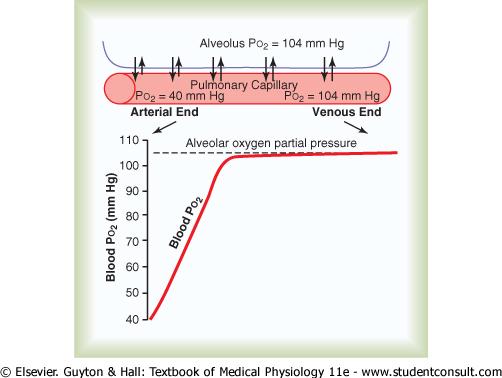 Alveolus PO2 = 104 mm Hg
Pulmonary Capillary
PO2 = 40 mm Hg PO2 = 104 mm Hg
Arterial End Venous End
Alveolar oxygen partial pressure
Blood PO2 (mm Hg)
110
100
90
80
70
60
50
40
Blood PO2
© Elsevier. Guyton & Hall: Textbook of Medical Physiology 11e - www.studentconsult.com